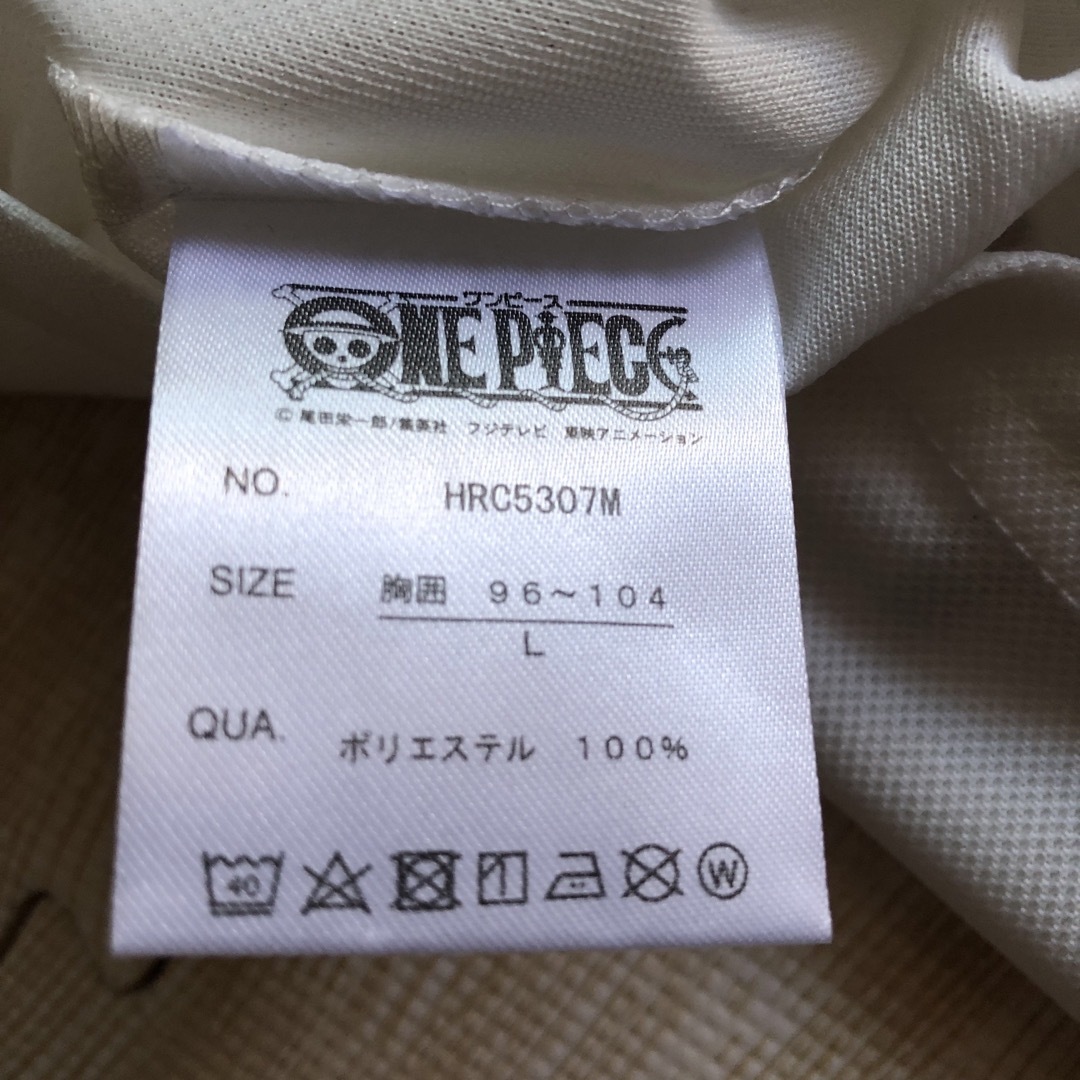 ワンピース
ONE PIECE
© 尾田栄一郎/集英社 フジテレビ 東映アニメーション
NO. HRC5307M
SIZE 胸囲 96～104
L
QUA. ポリエステル 100%
40 1 W